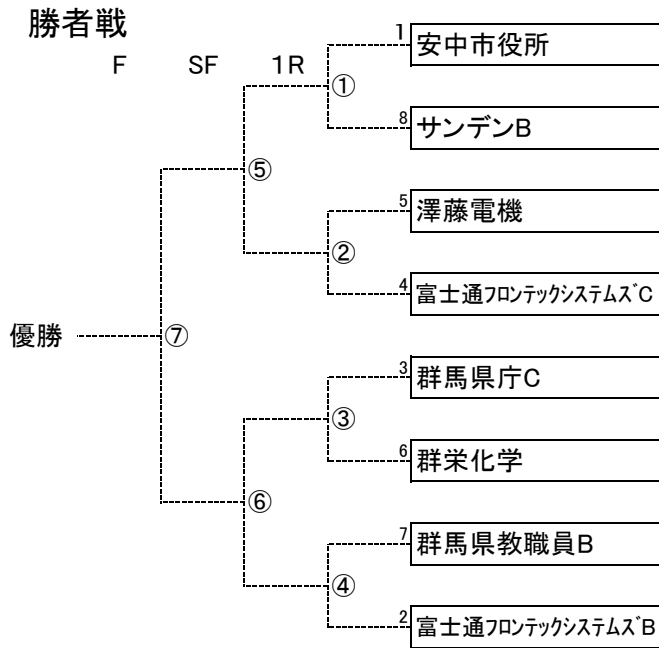 勝者戦
F SF 1R
1 安中市役所
①
8 サンデンB
⑤
5 澤藤電機
②
4 富士通フロンテックシステムズC
優勝 ⑦
3 群馬県庁C
③
6 群栄化学
⑥
7 群馬県教職員B
④
2 富士通フロンテックシステムズB